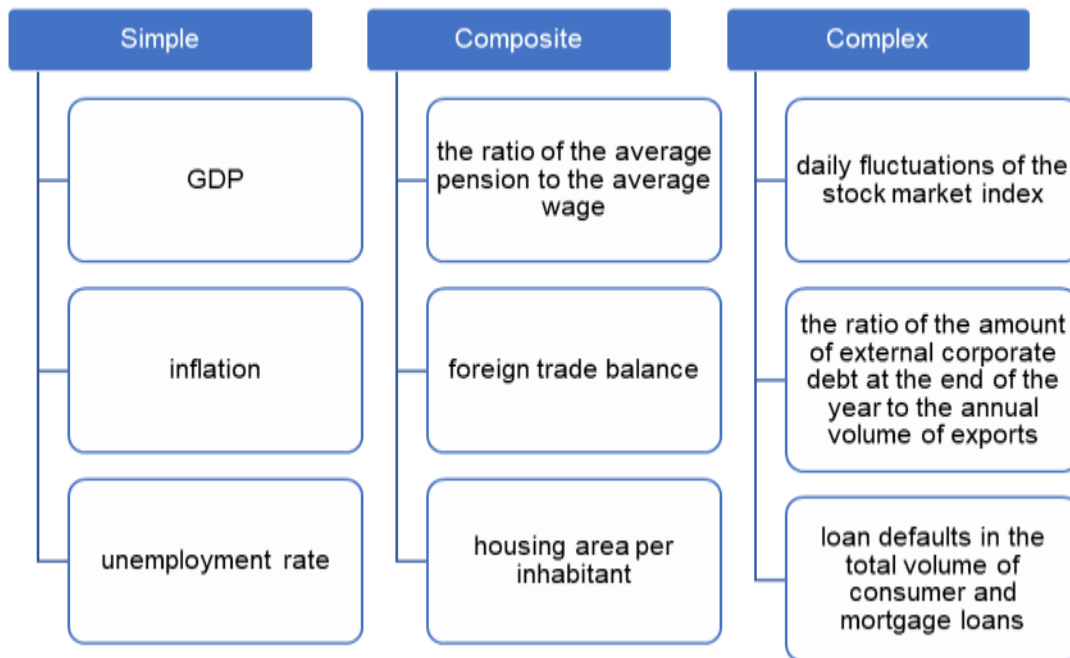 Simple
GDP
inflation
unemployment rate
Composite
the ratio of the average
pension to the average
wage
foreign trade balance
housing area per
inhabitant
Complex
daily fluctuations of the
stock market index
the ratio of the amount
of external corporate
debt at the end of the
year to the annual
volume of exports
loan defaults in the
total volume of
consumer and
mortgage loans